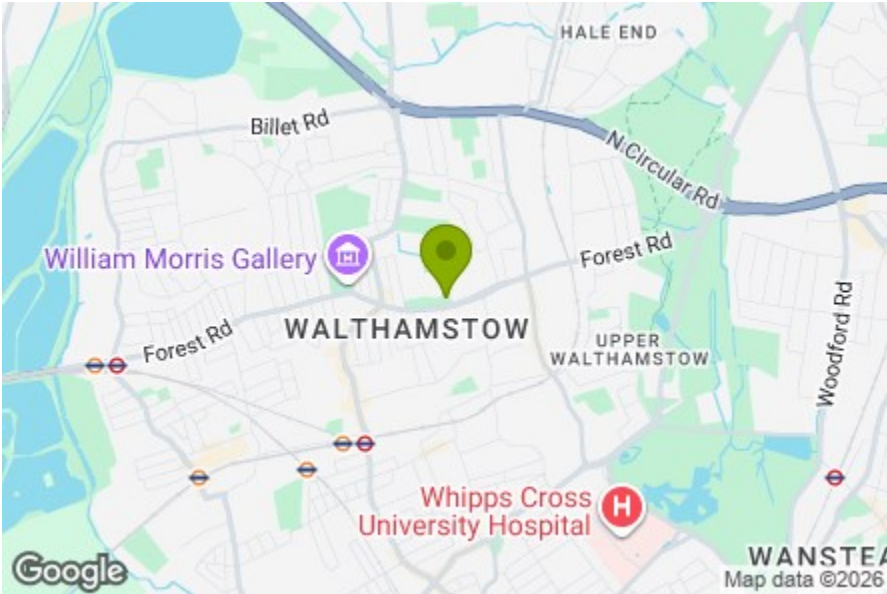 HALE END
Billet Rd
N Circular Rd
William Morris Gallery
Forest Rd
WALTHAMSTOW
Forest Rd
UPPER
WALTHAMSTOW
Woodford Rd
Whipps Cross
University Hospital
H
WANSTEA
Google
Map data ©2026